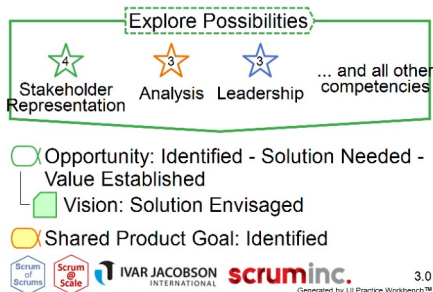 Explore Possibilities
4
3
3
Stakeholder
Representation
Analysis
Leadership
... and all other
competencies
Opportunity: Identified - Solution Needed -
Value Established
Vision: Solution Envisaged
Shared Product Goal: Identified
Scrum
of
Scrums
Scrum
@
Scale
IVAR JACOBSON
INTERNATIONAL
scruminc.
3.0
Generated by IJI Practice Workbench™